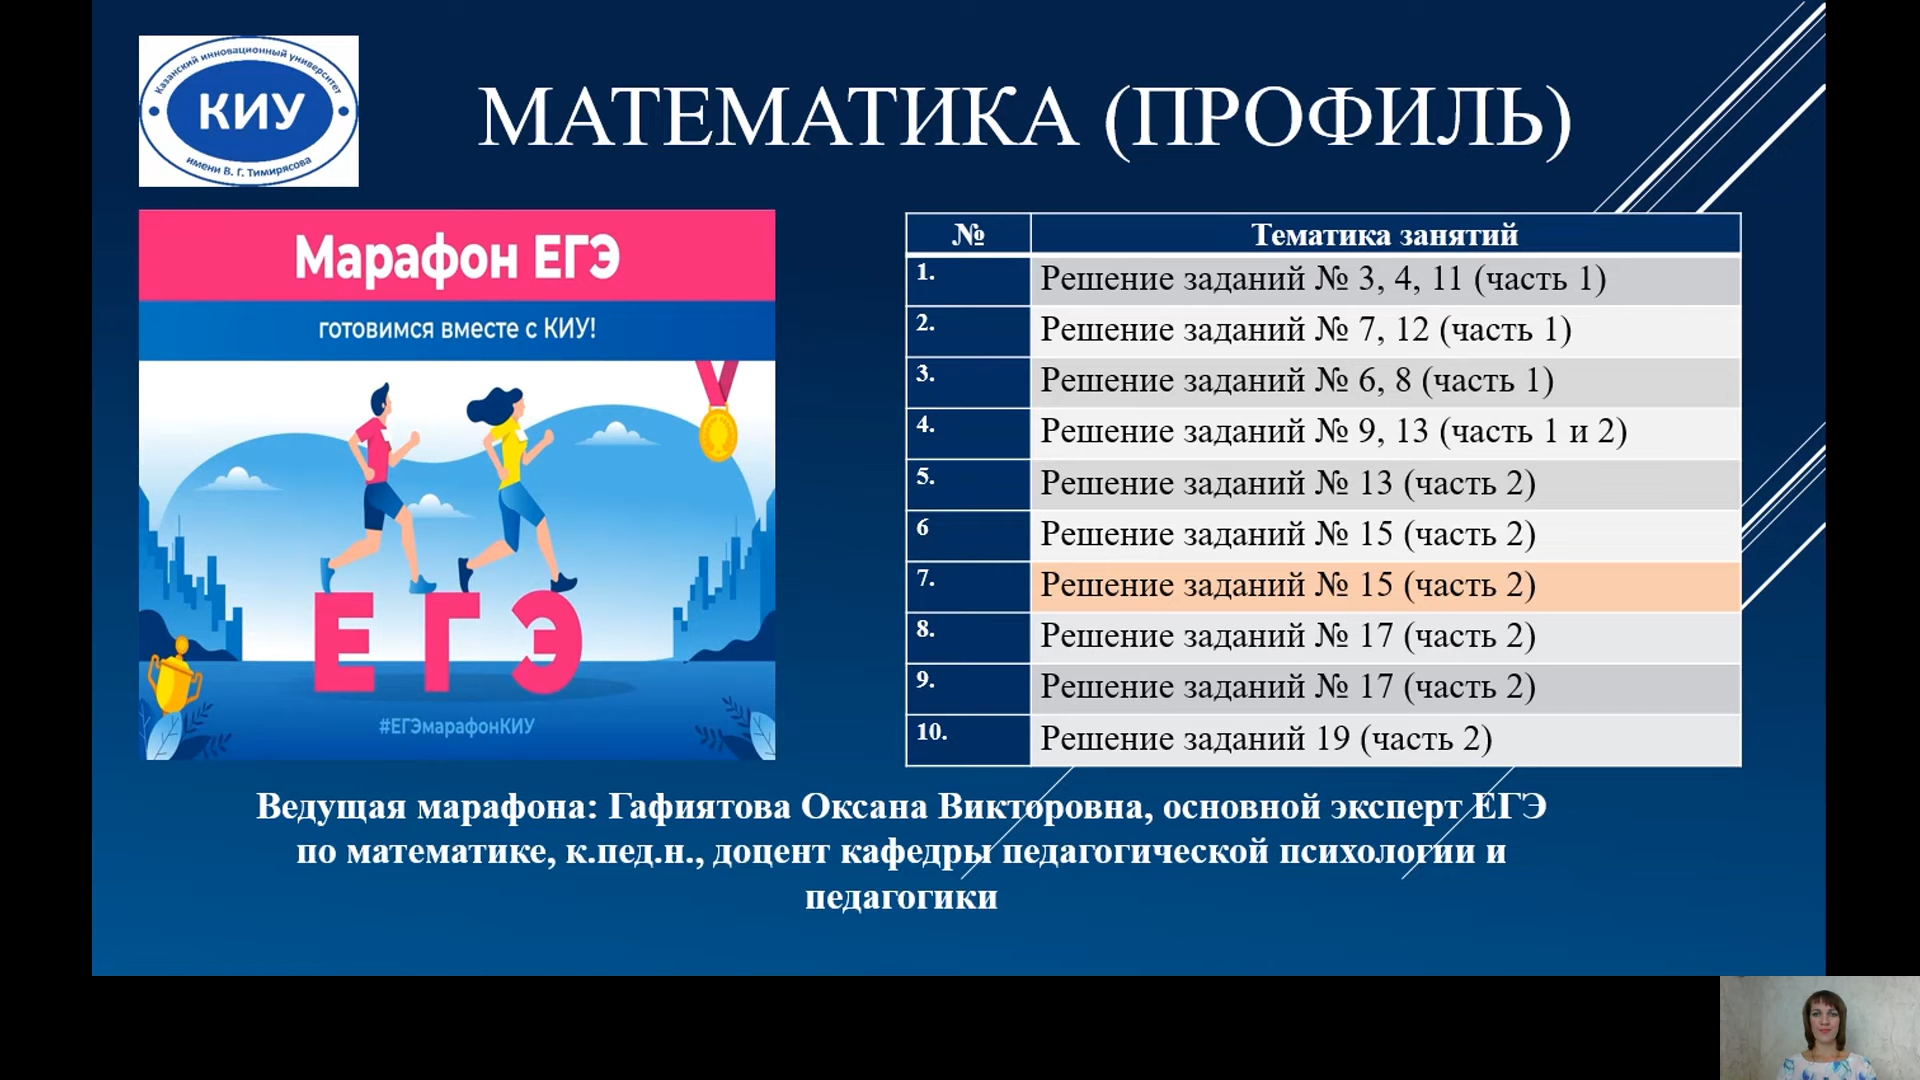 Казанский инновационный университет
КИУ
имени В. Г. Тимирясова
МАТЕМАТИКА (ПРОФИЛЬ)
Марафон ЕГЭ
готовимся вместе с КИУ!
ЕГЭ
#ЕГЭмарафонКИУ
№ Тематика занятий
1. Решение заданий № 3, 4, 11 (часть 1)
2. Решение заданий № 7, 12 (часть 1)
3. Решение заданий № 6, 8 (часть 1)
4. Решение заданий № 9, 13 (часть 1 и 2)
5. Решение заданий № 13 (часть 2)
6 Решение заданий № 15 (часть 2)
7. Решение заданий № 15 (часть 2)
8. Решение заданий № 17 (часть 2)
9. Решение заданий № 17 (часть 2)
10. Решение заданий 19 (часть 2)
Ведущая марафона: Гафиятова Оксана Викторовна, основной эксперт ЕГЭ
по математике, к.пед.н., доцент кафедры педагогической психологии и
педагогики